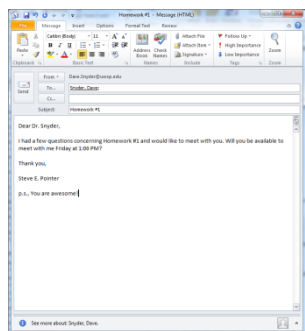 Homework #1 - Message (HTML)
File Message Insert Options Format Text Review
Calibri (Body) 11
Paste
Address Book
Check Names
Attach File
Attach Item
Signature
Follow Up
High Importance
Low Importance
Zoom
Clipboard Basic Text Names Include Tags Zoom
From Dave.Snyder@uwsp.edu
Send
To... Snyder, Dave;
Cc...
Subject: Homework #1
Dear Dr. Snyder,
I had a few questions concerning Homework #1 and would like to meet with you. Will you be available to
meet with me Friday at 1:00 PM?
Thank you,
Steve E. Pointer
p.s., You are awesome!
See more about: Snyder, Dave.